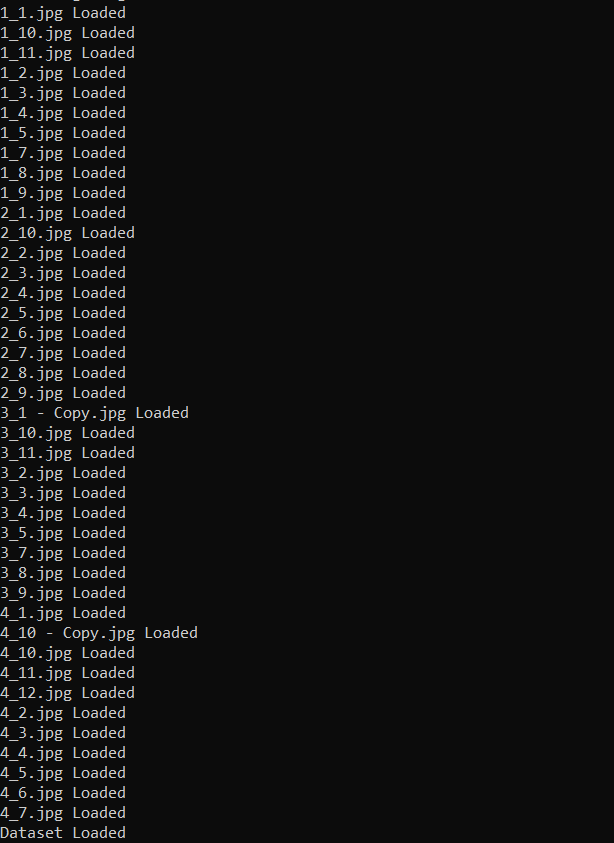 1_1.jpg Loaded
1_10.jpg Loaded
1_11.jpg Loaded
1_2.jpg Loaded
1_3.jpg Loaded
1_4.jpg Loaded
1_5.jpg Loaded
1_7.jpg Loaded
1_8.jpg Loaded
1_9.jpg Loaded
2_1.jpg Loaded
2_10.jpg Loaded
2_2.jpg Loaded
2_3.jpg Loaded
2_4.jpg Loaded
2_5.jpg Loaded
2_6.jpg Loaded
2_7.jpg Loaded
2_8.jpg Loaded
2_9.jpg Loaded
3_1 - Copy.jpg Loaded
3_10.jpg Loaded
3_11.jpg Loaded
3_2.jpg Loaded
3_3.jpg Loaded
3_4.jpg Loaded
3_5.jpg Loaded
3_7.jpg Loaded
3_8.jpg Loaded
3_9.jpg Loaded
4_1.jpg Loaded
4_10 - Copy.jpg Loaded
4_10.jpg Loaded
4_11.jpg Loaded
4_12.jpg Loaded
4_2.jpg Loaded
4_3.jpg Loaded
4_4.jpg Loaded
4_5.jpg Loaded
4_6.jpg Loaded
4_7.jpg Loaded
Dataset Loaded